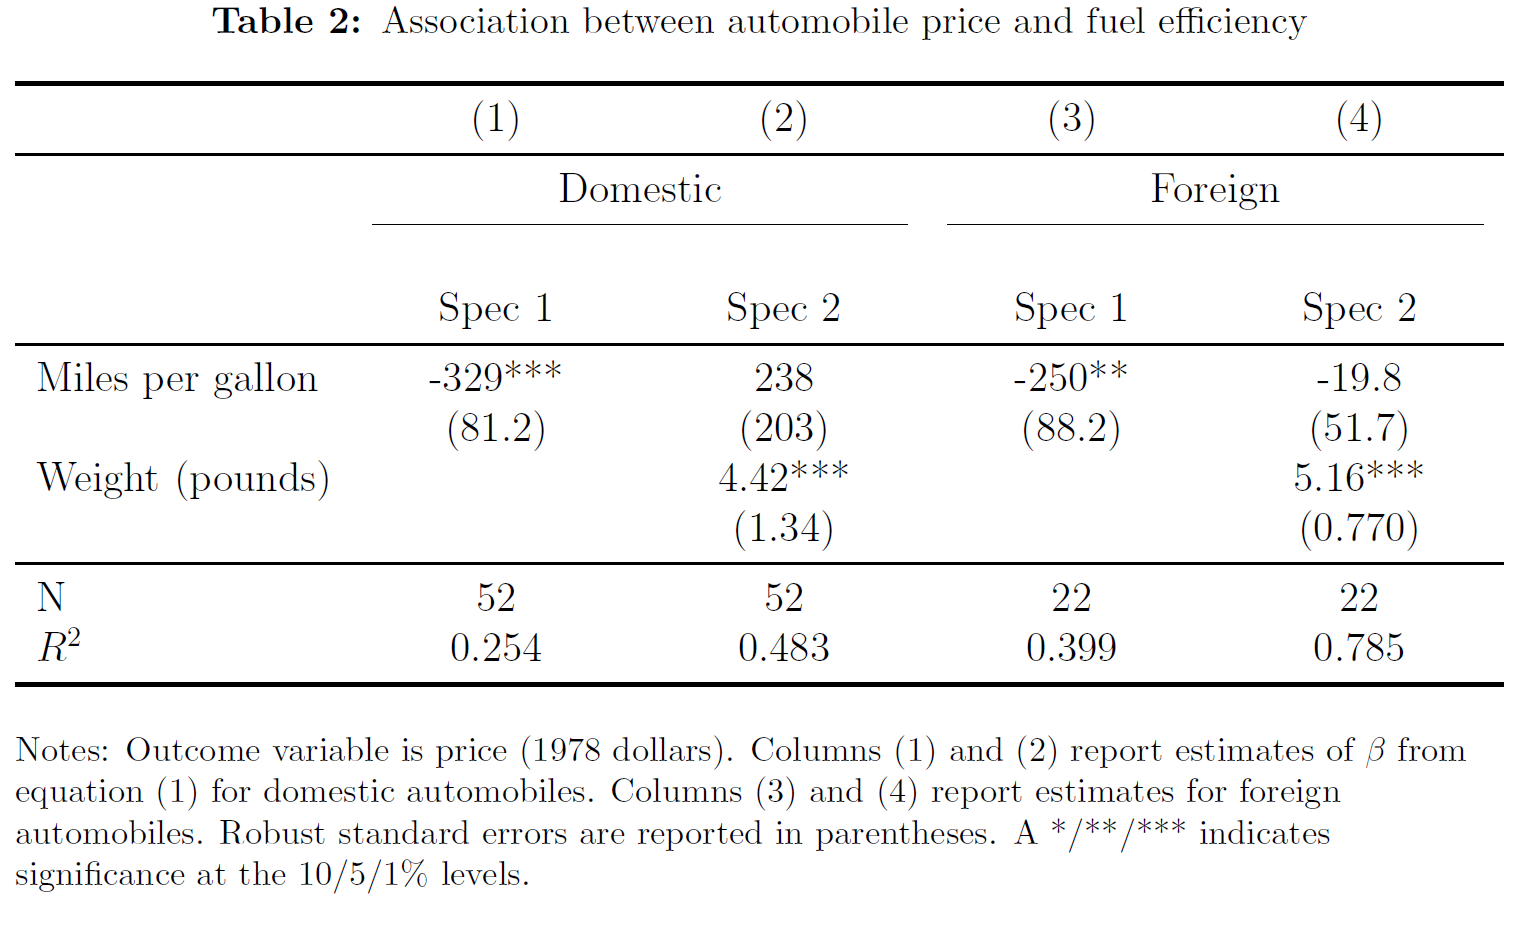 Table 2: Association between automobile price and fuel efficiency
(1) (2) (3) (4)
Domestic Foreign
Spec 1 Spec 2 Spec 1 Spec 2
Miles per gallon -329*** 238 -250** -19.8
(81.2) (203) (88.2) (51.7)
Weight (pounds) 4.42*** 5.16***
(1.34) (0.770)
N 52 52 22 22
R² 0.254 0.483 0.399 0.785
Notes: Outcome variable is price (1978 dollars). Columns (1) and (2) report estimates of β from
equation (1) for domestic automobiles. Columns (3) and (4) report estimates for foreign
automobiles. Robust standard errors are reported in parentheses. A */**/*** indicates
significance at the 10/5/1% levels.